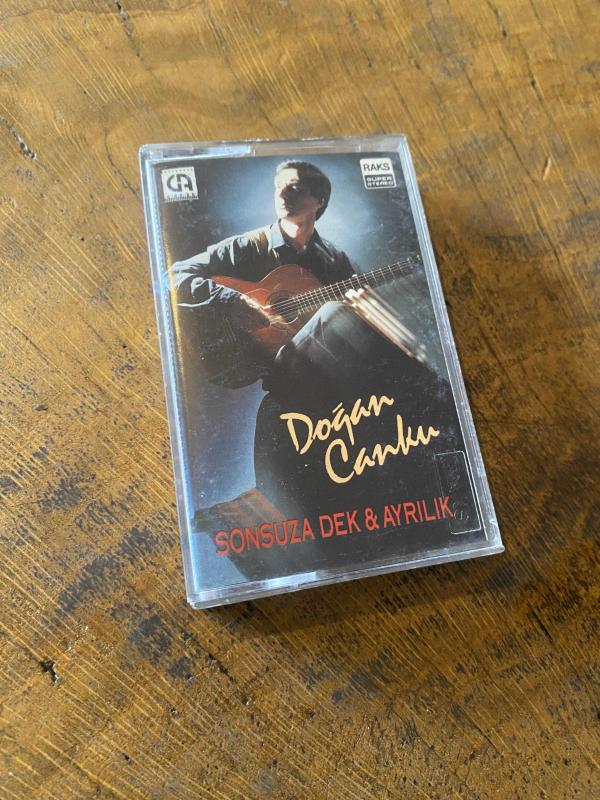 RAKS
SUPER
STEREO
Doğan
Canku
SONSUZA DEK & AYRILIK